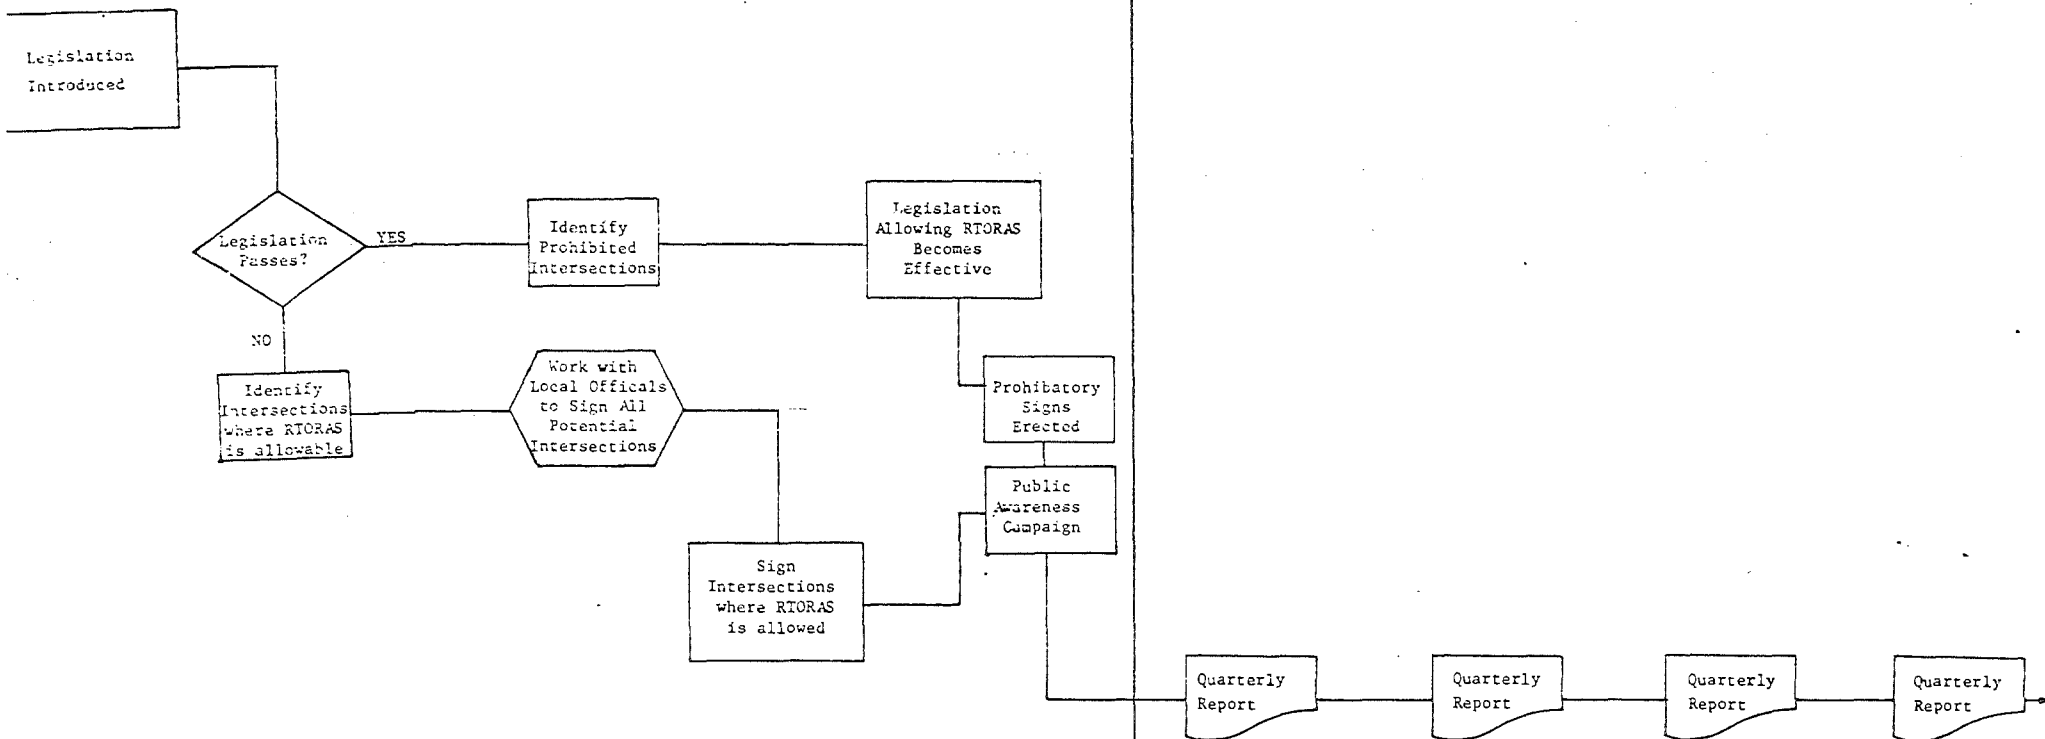 Legislation
Introduced
Legislation
Passes?
YES
NO
Identify
Prohibited
Intersections
Legislation
Allowing RTORAS
Becomes
Effective
Identify
Intersections
where RTORAS
is allowable
Work with
Local Officals
to Sign All
Potential
Intersections
Prohibatory
Signs
Erected
Public
Awareness
Campaign
Sign
Intersections
where RTORAS
is allowed
Quarterly
Report
Quarterly
Report
Quarterly
Report
Quarterly
Report